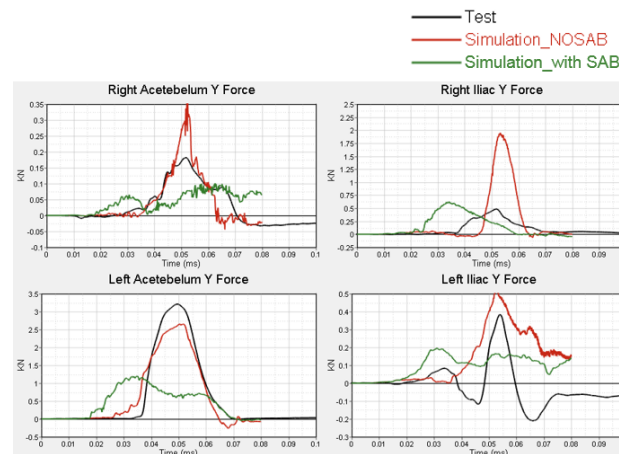 Test
Simulation_NOSAB
Simulation_with SAB
Right Acetebelum Y Force
Right Iliac Y Force
KN
0.35
0.3
0.25
0.2
0.15
0.1
0.05
0
-0.05
-0.1
0 0.01 0.02 0.03 0.04 0.05 0.06 0.07 0.08 0.09 0.1
Time (ms)
KN
2.5
2.25
2
1.75
1.5
1.25
1
0.75
0.5
0.25
0
-0.25
0 0.01 0.02 0.03 0.04 0.05 0.06 0.07 0.08 0.09
Time (ms)
Left Acetebelum Y Force
Left Iliac Y Force
KN
3.5
3
2.5
2
1.5
1
0.5
0
-0.5
0 0.01 0.02 0.03 0.04 0.05 0.06 0.07 0.08 0.09 0.1
Time (ms)
KN
0.5
0.4
0.3
0.2
0.1
0
-0.1
-0.2
-0.3
0 0.01 0.02 0.03 0.04 0.05 0.06 0.07 0.08 0.09
Time (ms)